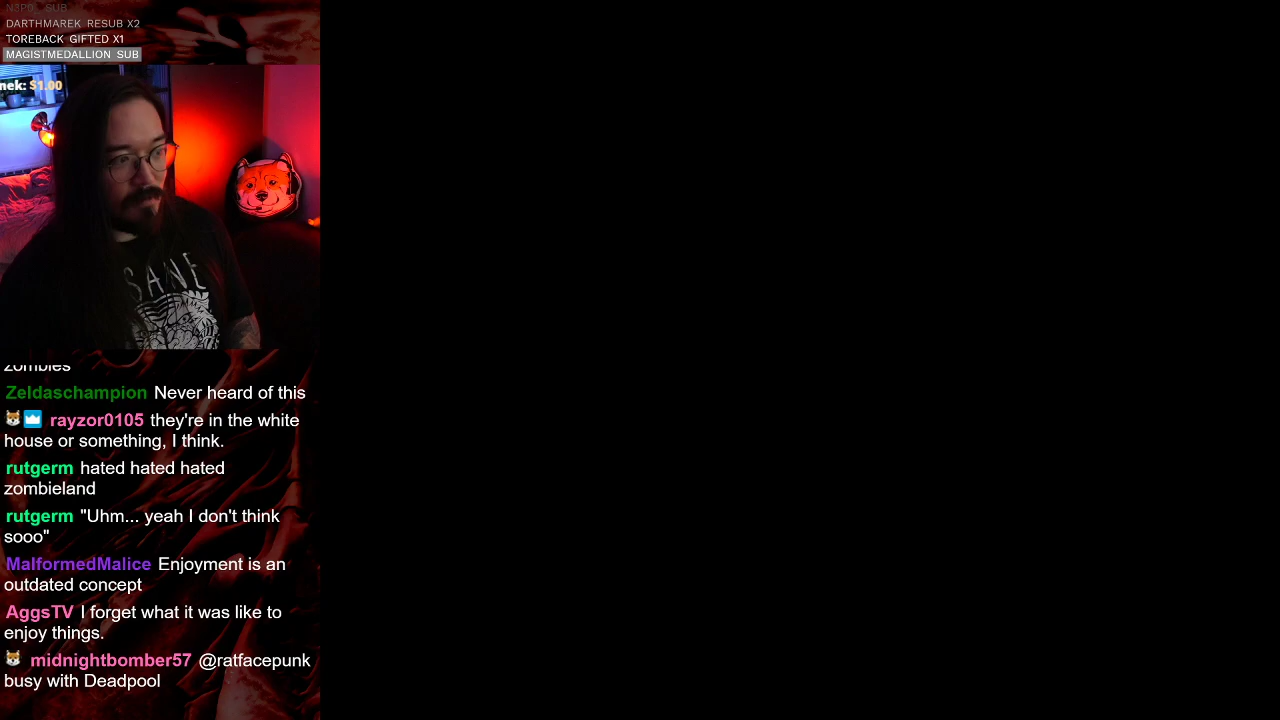 N3P0_ SUB
DARTHMAREK RESUB X2
TOREBACK GIFTED X1
MAGISTMEDALLION SUB
nek: $1.00
SANE
zombies
Zeldaschampion Never heard of this
rayzor0105 they're in the white
house or something, I think.
rutgerm hated hated hated
zombieland
rutgerm "Uhm... yeah I don't think
sooo"
MalformedMalice Enjoyment is an
outdated concept
AggsTV I forget what it was like to
enjoy things.
midnightbomber57 @ratfacepunk
busy with Deadpool